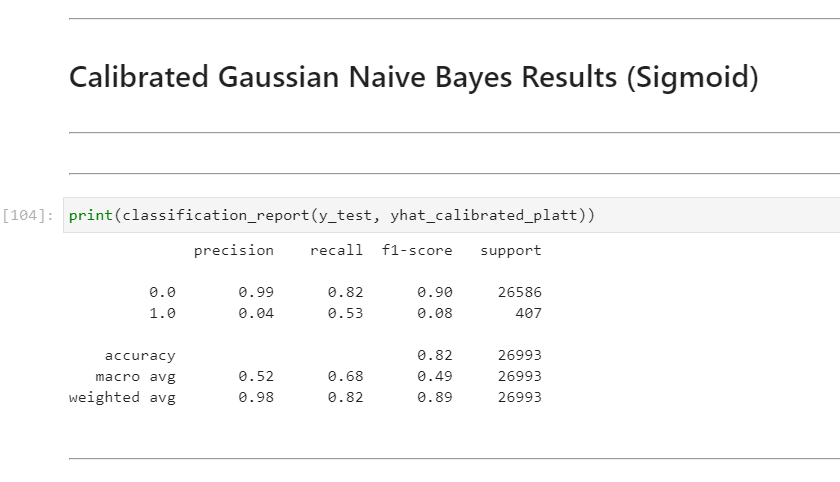 Calibrated Gaussian Naive Bayes Results (Sigmoid)
[104]: print(classification_report(y_test, yhat_calibrated_platt))
precision recall f1-score support
0.0 0.99 0.82 0.90 26586
1.0 0.04 0.53 0.08 407
accuracy 0.82 26993
macro avg 0.52 0.68 0.49 26993
weighted avg 0.98 0.82 0.89 26993